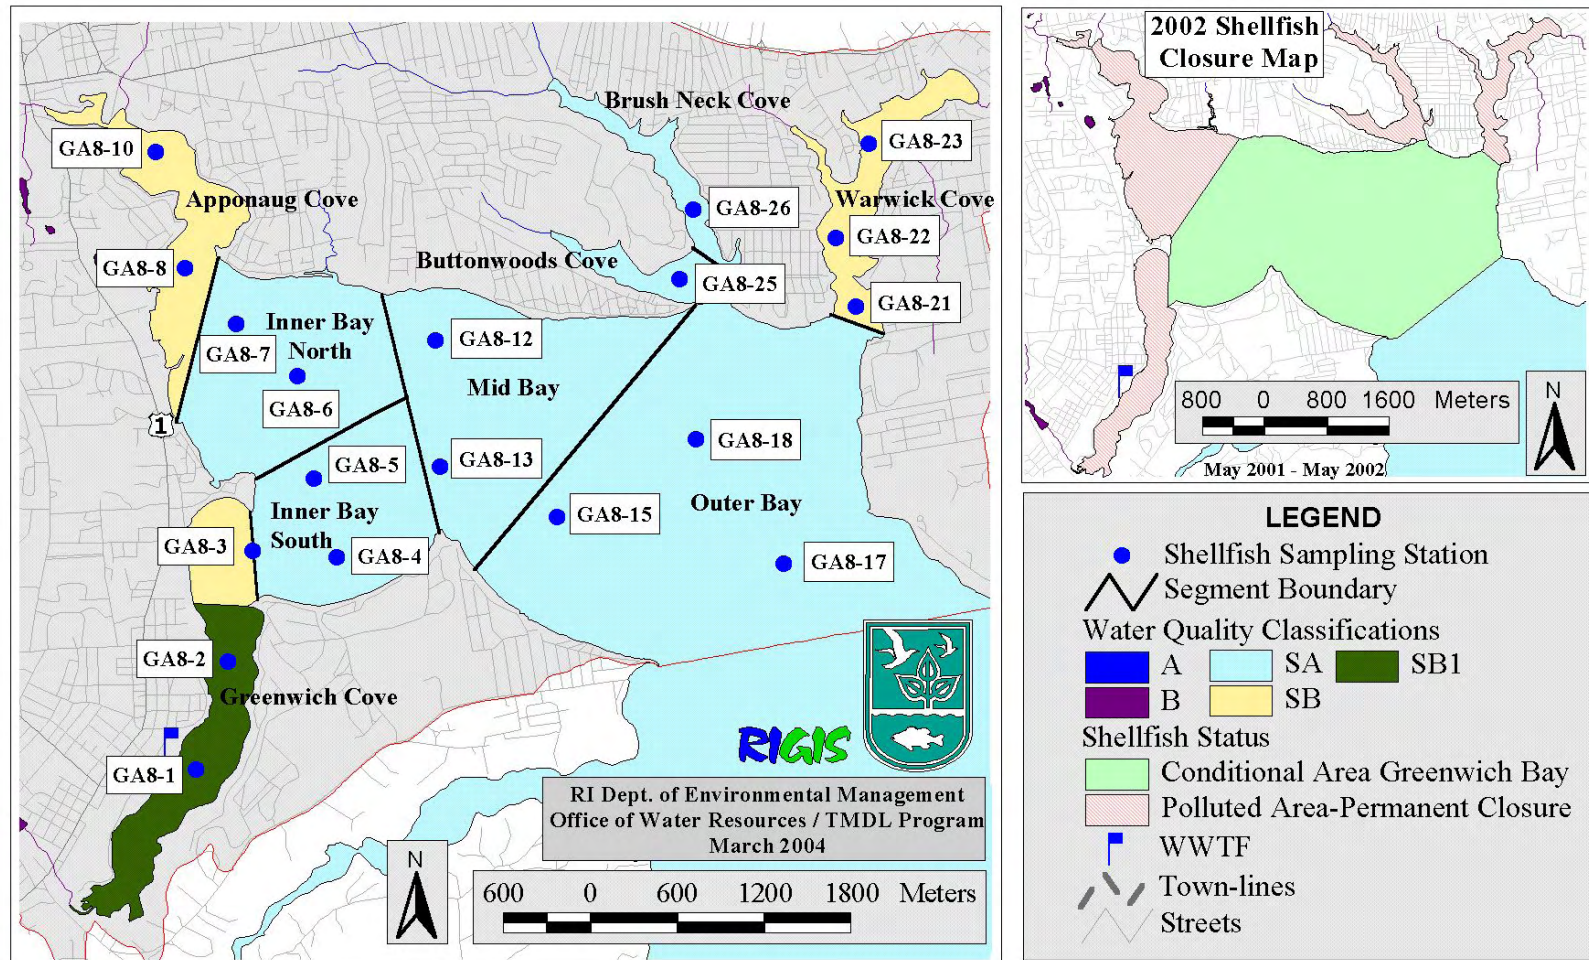 Brush Neck Cove
GA8-10
GA8-23
Apponaug Cove
Warwick Cove
GA8-26
GA8-22
GA8-8
Buttonwoods Cove
GA8-25
GA8-21
Inner Bay
North
GA8-7
GA8-12
Mid Bay
GA8-6
1
GA8-18
GA8-5
GA8-13
Outer Bay
Inner Bay
South
GA8-15
GA8-3
GA8-4
GA8-17
GA8-2
Greenwich Cove
GA8-1
RIGIS
RI Dept. of Environmental Management
Office of Water Resources / TMDL Program
March 2004
N
600 0 600 1200 1800 Meters
2002 Shellfish
Closure Map
800 0 800 1600 Meters
May 2001 - May 2002
N
LEGEND
Shellfish Sampling Station
Segment Boundary
Water Quality Classifications
A SA SB1
B SB
Shellfish Status
Conditional Area Greenwich Bay
Polluted Area-Permanent Closure
WWTF
Town-lines
Streets